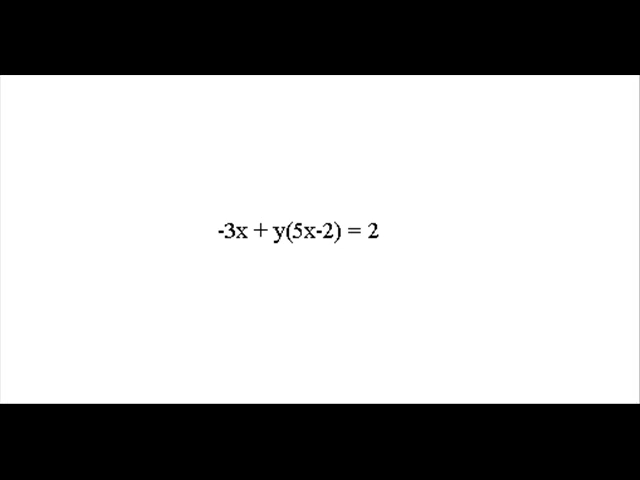 -3x + y(5x-2) = 2